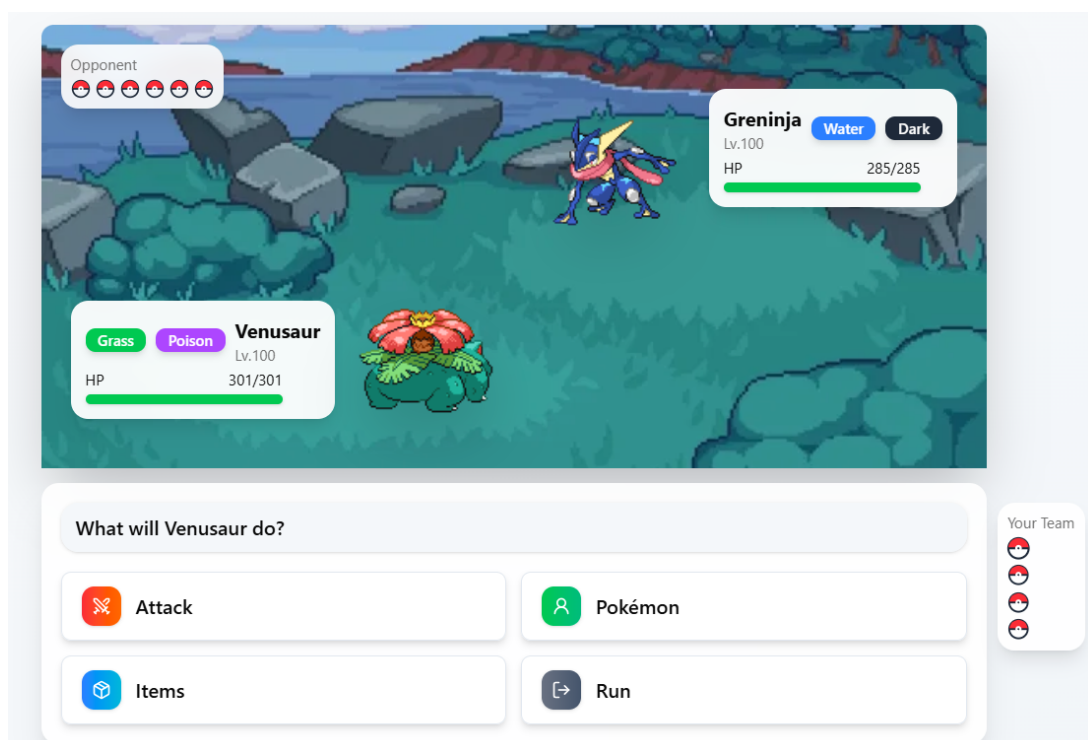 Opponent
Greninja Water Dark
Lv.100
HP 285/285
Grass Poison Venusaur
Lv.100
HP 301/301
What will Venusaur do?
Your Team
Attack Pokémon
Items Run